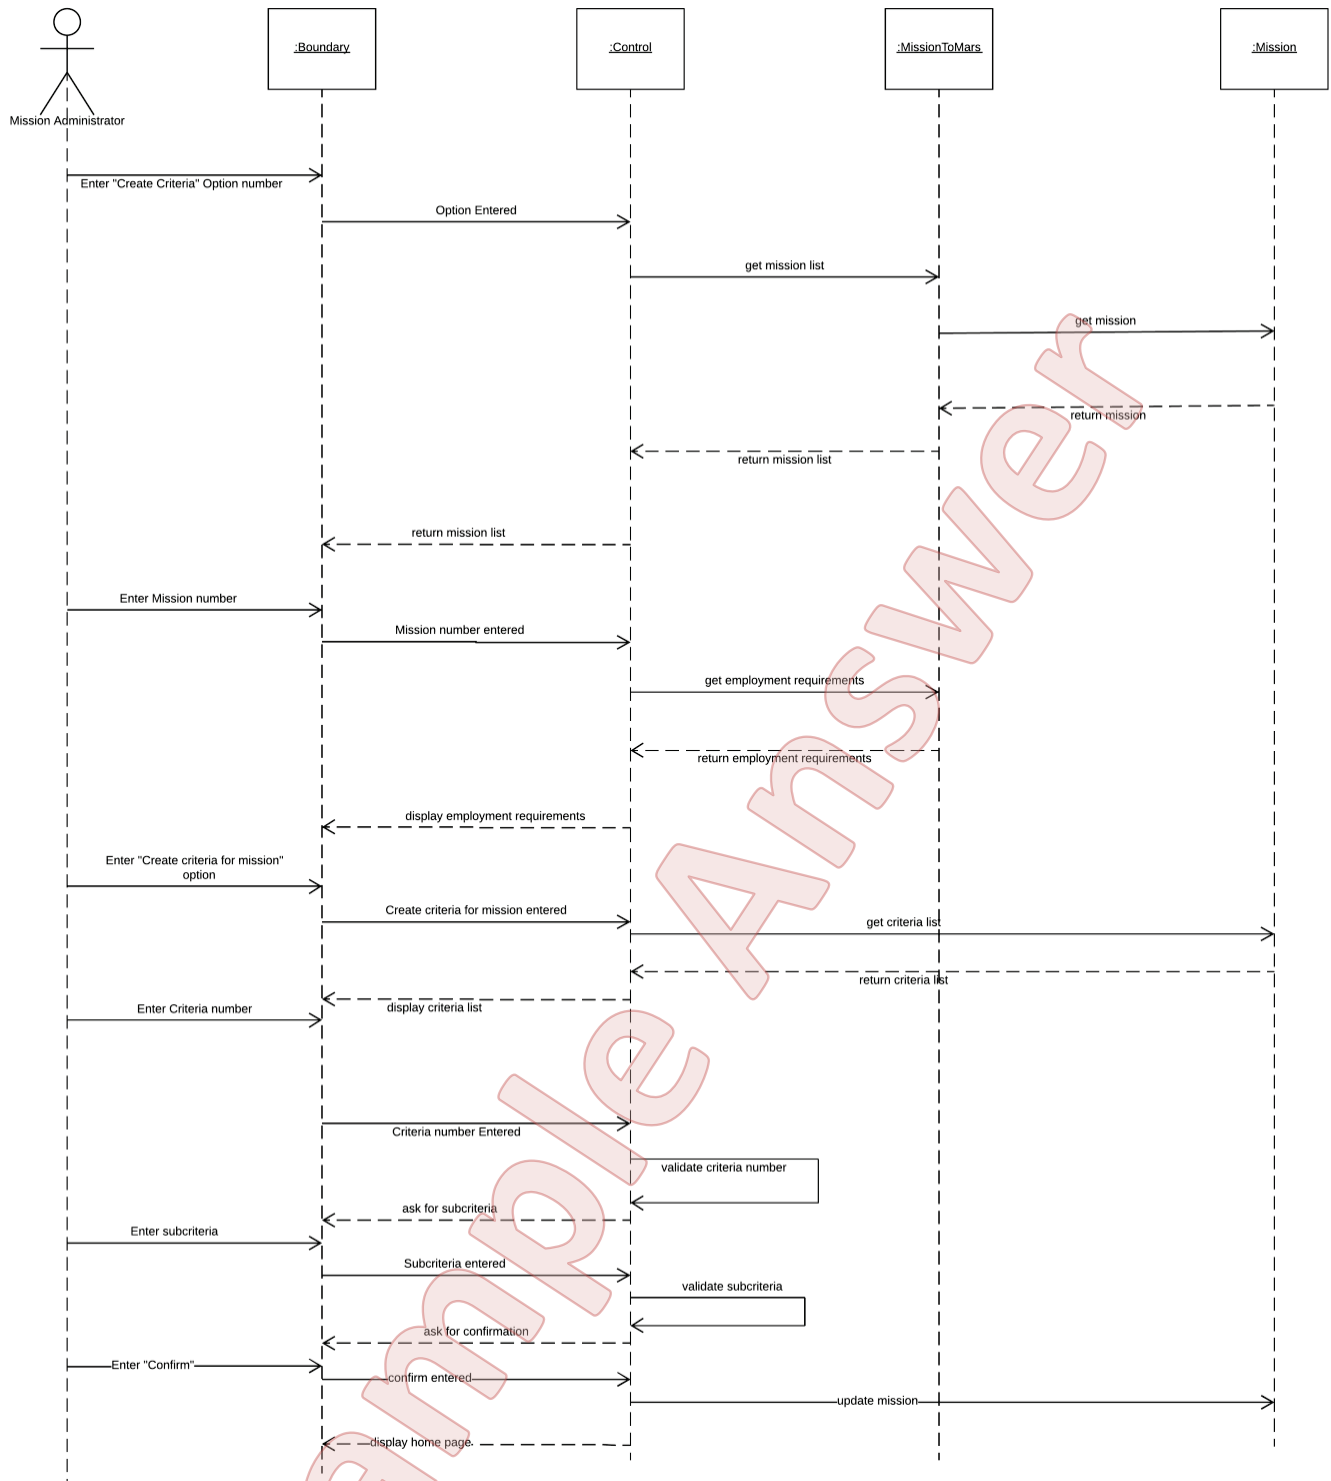 :Boundary
:Control
:MissionToMars
:Mission
Mission Administrator
Enter "Create Criteria" Option number
Option Entered
get mission list
get mission
return mission
return mission list
return mission list
Enter Mission number
Mission number entered
get employment requirements
return employment requirements
display employment requirements
Enter "Create criteria for mission"
option
Create criteria for mission entered
get criteria list
return criteria list
display criteria list
Enter Criteria number
Criteria number Entered
validate criteria number
ask for subcriteria
Enter subcriteria
Subcriteria entered
validate subcriteria
ask for confirmation
Enter "Confirm"
confirm entered
update mission
display home page
ample Answer